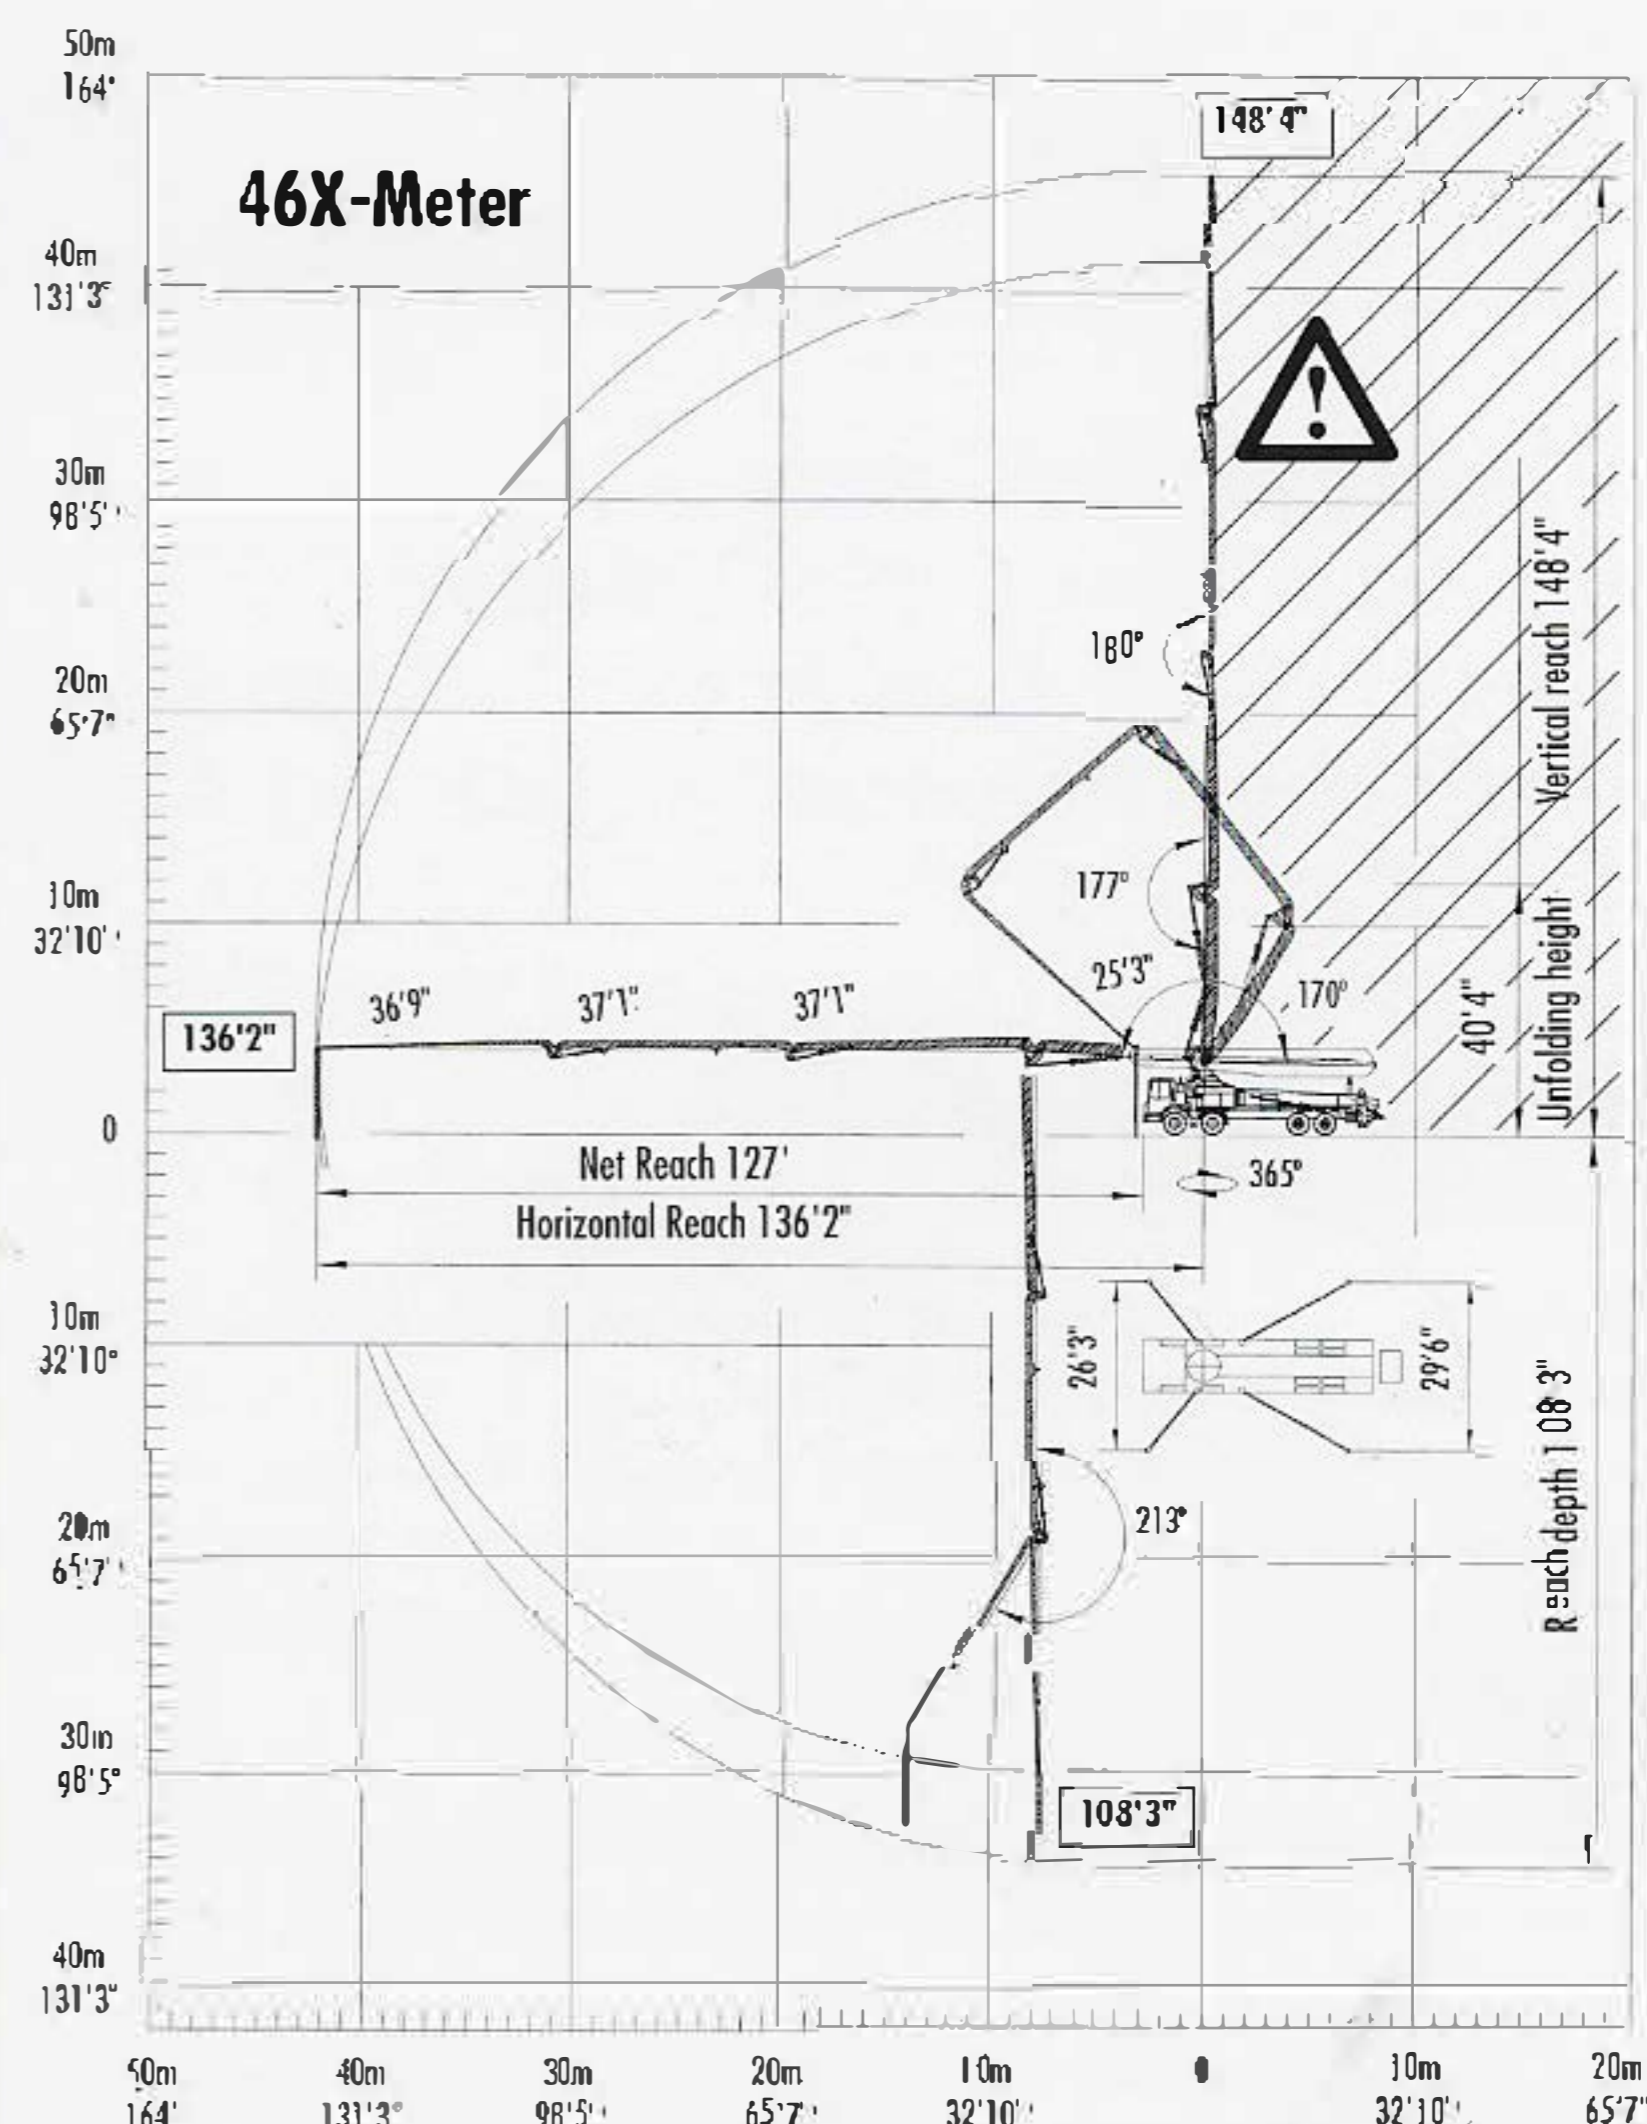 50m
164'
148'4"
46X-Meter
40m
131'3"
30m
98'5"
180°
20m
65'7"
Vertical reach 148'4"
177°
10m
32'10"
25'3"
170°
40'4"
Unfolding height
36'9"
37'1"
37'1"
136'2"
0
Net Reach 127'
365°
Horizontal Reach 136'2"
10m
32'10"
26'3"
29'6"
Reach depth 108'3"
20m
65'7"
213°
30m
98'5"
108'3"
40m
131'3"
50m 40m 30m 20m 10m 0 10m 20m
164' 131'3" 98'5" 65'7" 32'10" 32'10" 65'7"